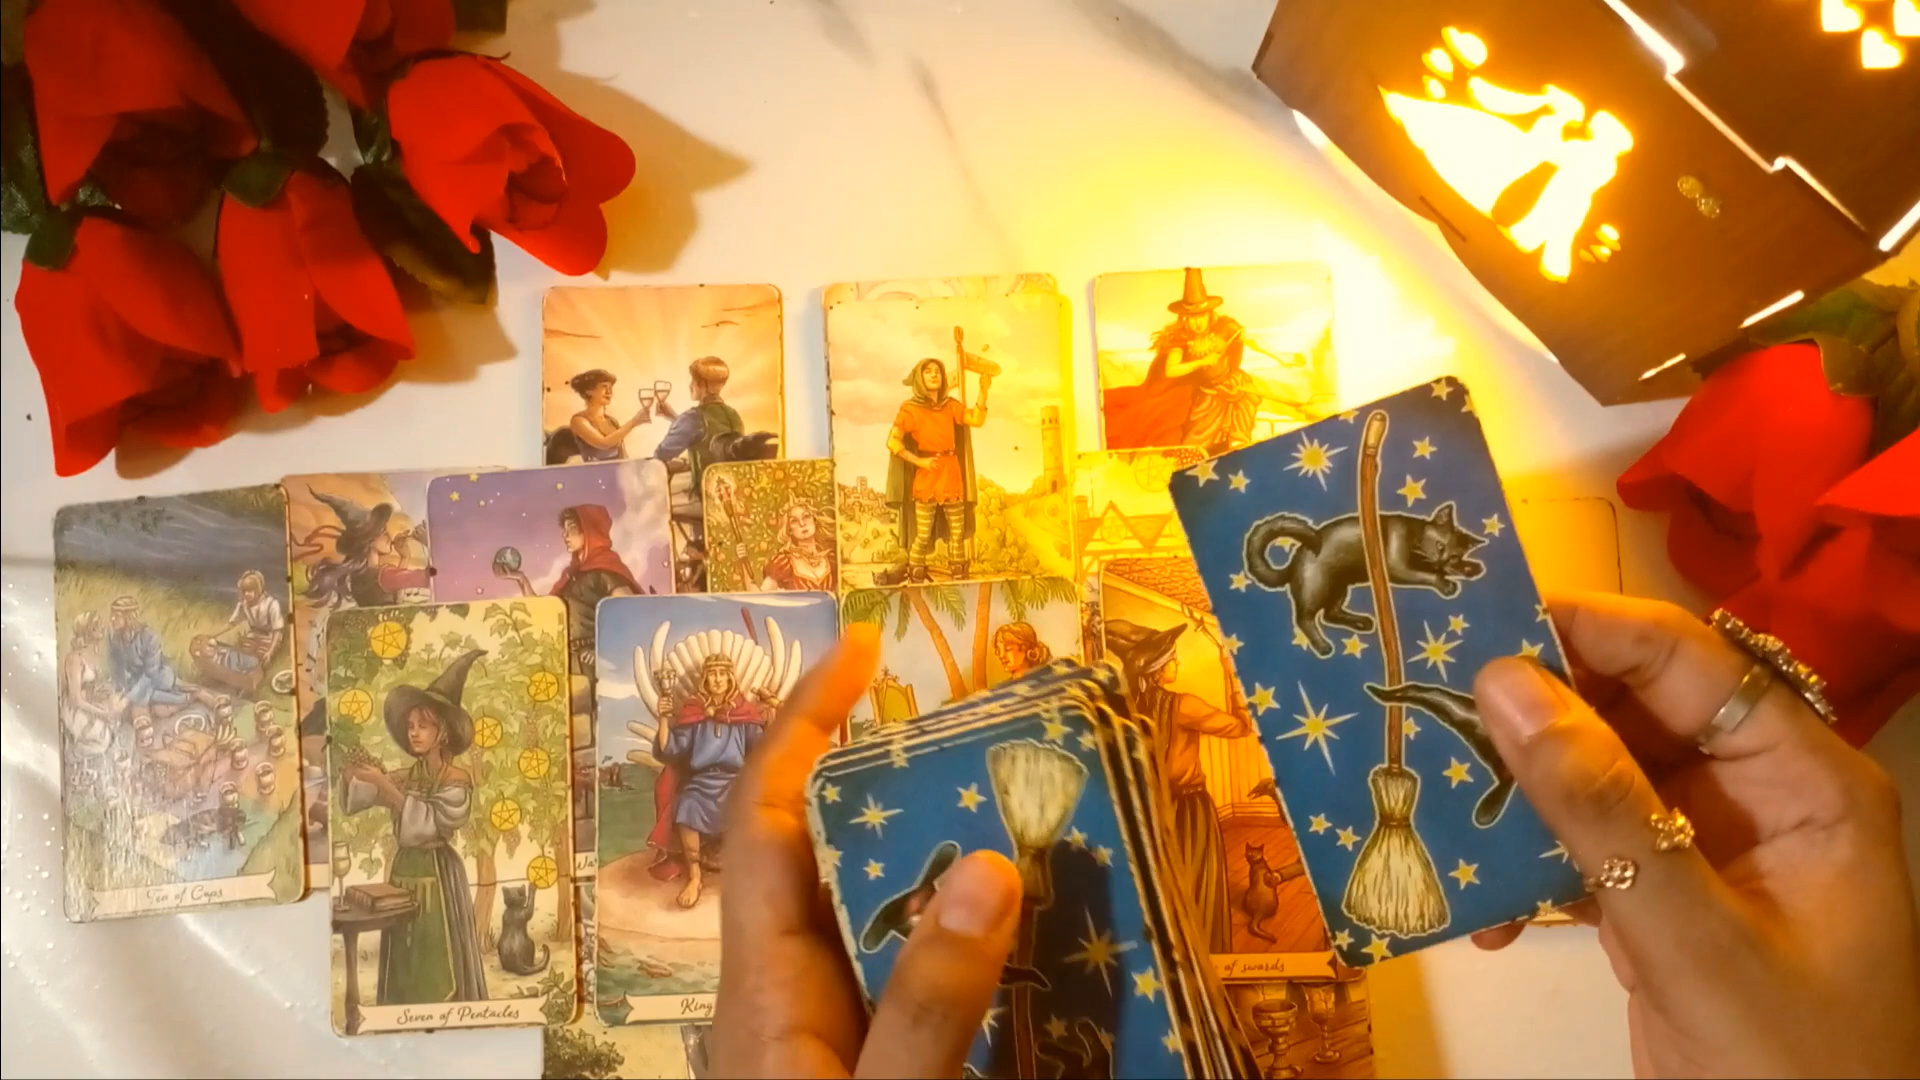 Ten of Cups
Seven of Pentacles
King
of swords